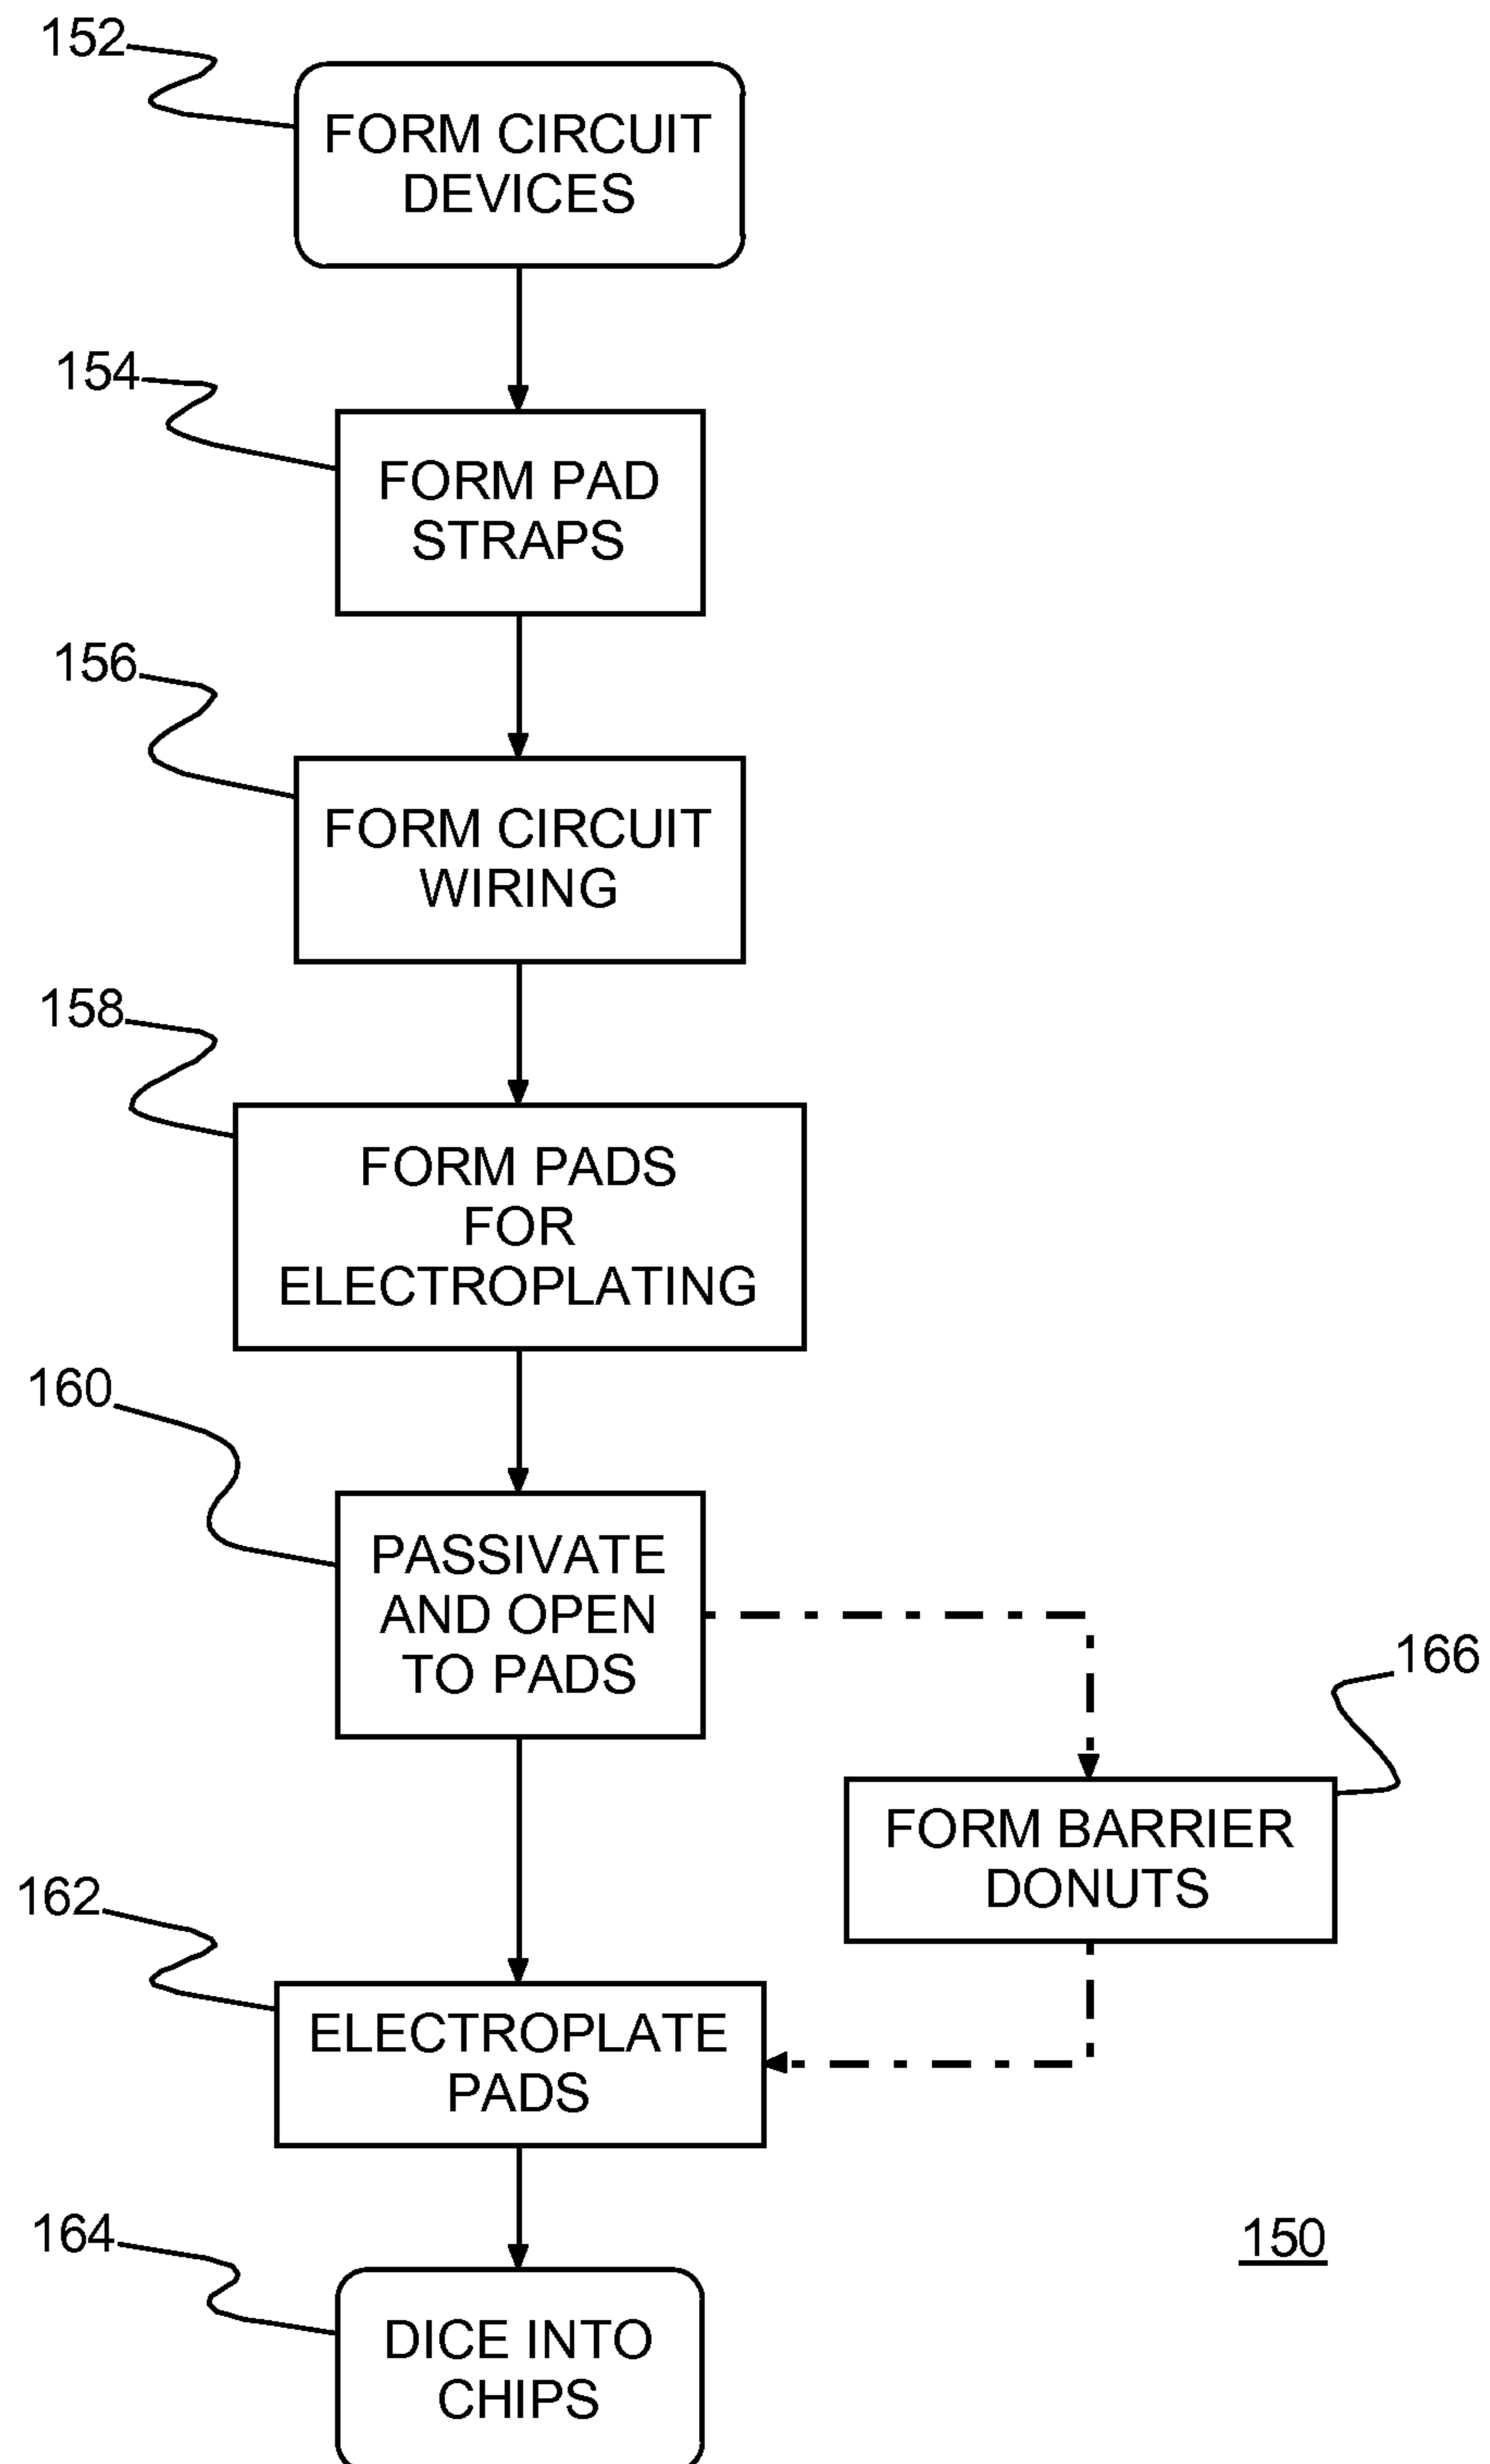 152
FORM CIRCUIT
DEVICES
154
FORM PAD
STRAPS
156
FORM CIRCUIT
WIRING
158
FORM PADS
FOR
ELECTROPLATING
160
PASSIVATE
AND OPEN
TO PADS
166
FORM BARRIER
DONUTS
162
ELECTROPLATE
PADS
164
DICE INTO
CHIPS
150